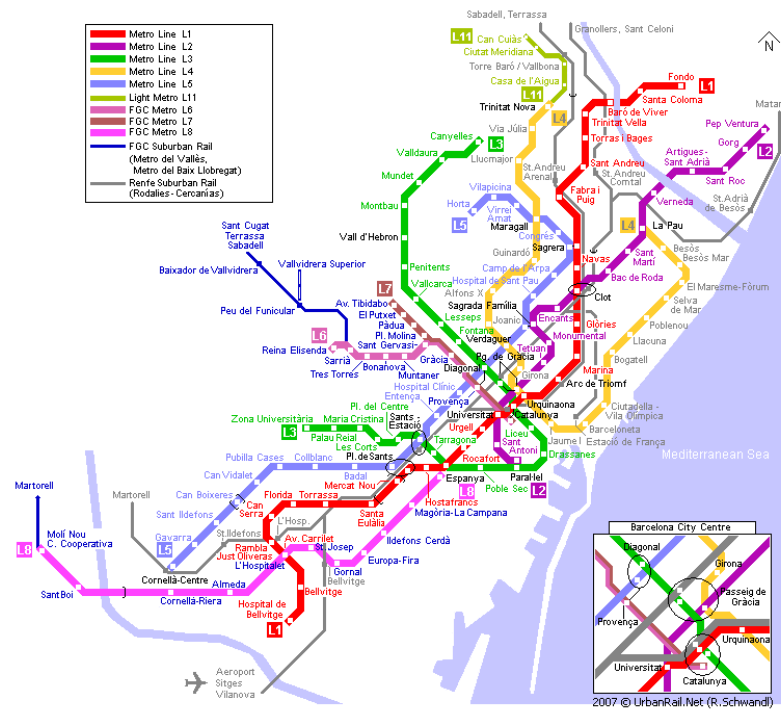 Metro Line L1
Metro Line L2
Metro Line L3
Metro Line L4
Metro Line L5
Light Metro L11
FGC Metro L6
FGC Metro L7
FGC Metro L8
FGC Suburban Rail
(Metro del Vallès,
Metro del Baix Llobregat)
Renfe Suburban Rail
(Rodalies - Cercanías)
Sabadell, Terrassa
Granollers, Sant Celoni
N
L11
Can Cuiàs
Ciutat Meridiana
Torre Baró / Vallbona
Casa de l'Aigua
L11
Trinitat Nova
L4
Fondo
L1
Santa Coloma
Baró de Viver
Trinitat Vella
Torras i Bages
Mataró
Pep Ventura
Gorg
L2
Artigues-
Sant Adrià
Sant Roc
St.Adrià
de Besòs
Verneda
Via Júlia
Llucmajor
St.Andreu
Arenal
Sant Andreu
St.Andreu
Comtal
Fabra i
Puig
Canyelles
L3
Valldaura
Mundet
Montbau
Vall d'Hebron
Penitents
Vallcarca
Lesseps
Fontana
Vilapicina
Horta
L5
Virrei
Amat
Maragall
Congrés
Sagrera
Guinardó
Camp de l'Arpa
Hospital de Sant Pau
Alfons X
Sagrada Família
Joanic
Verdaguer
Navas
Clot
La Pau
L4
Besòs
Besòs Mar
Sant
Martí
Bac de Roda
El Maresme-Fòrum
Selva de
Mar
Poblenou
Llacuna
Bogatell
Ciutadella -
Vila Olímpica
Barceloneta
Estació de França
Encants
Glòries
Monumental
Tetuan
Marina
Arc de Triomf
Girona
Pg. de Gràcia
Urquinaona
Catalunya
Universitat
Jaume I
Liceu
Drassanes
Sant
Antoni
Paral·lel
L2
Poble Sec
Sant Cugat
Terrassa
Sabadell
Baixador de Vallvidrera
Vallvidrera Superior
Peu del Funicular
L7
Av. Tibidabo
El Putxet
Pàdua
Pl. Molina
Sant Gervasi
L6
Reina Elisenda
Sarrià
Tres Torres
Bonanova
Muntaner
Gràcia
Diagonal
Provença
Hospital Clínic
Entença
Pl. del Centre
Zona Universitària
Maria Cristina
Sants-
Estació
L3
Palau Reial
Les Corts
Tarragona
Urgell
Rocafort
Pl.de Sants
Pubilla Cases
Collblanc
Badal
Can Vidalet
Mercat Nou
Hostafrancs
Espanya
L8
Magòria-La Campana
Can Boixeres
Can
Serra
Florida
Torrassa
Santa
Eulàlia
Sant Ildefons
Gavarra
L5
St.Ildefons
L'Hosp.
Ildefons Cerdà
Europa-Fira
Gornal
St.Josep
Av.Carrilet
Rambla
Just Oliveras
L'Hospitalet
Martorell
Martorell
Molí Nou
C. Cooperativa
L8
Sant Boi
Cornellà-Centre
Cornellà-Riera
Almeda
Bellvitge
Bellvitge
Hospital de
Bellvitge
L1
Aeroport
Sitges
Vilanova
Mediterranean Sea
Barcelona City Centre
Diagonal
Girona
Passeig de
Gràcia
Provença
Urquinaona
Universitat
Catalunya
2007 © UrbanRail.Net (R.Schwandl)